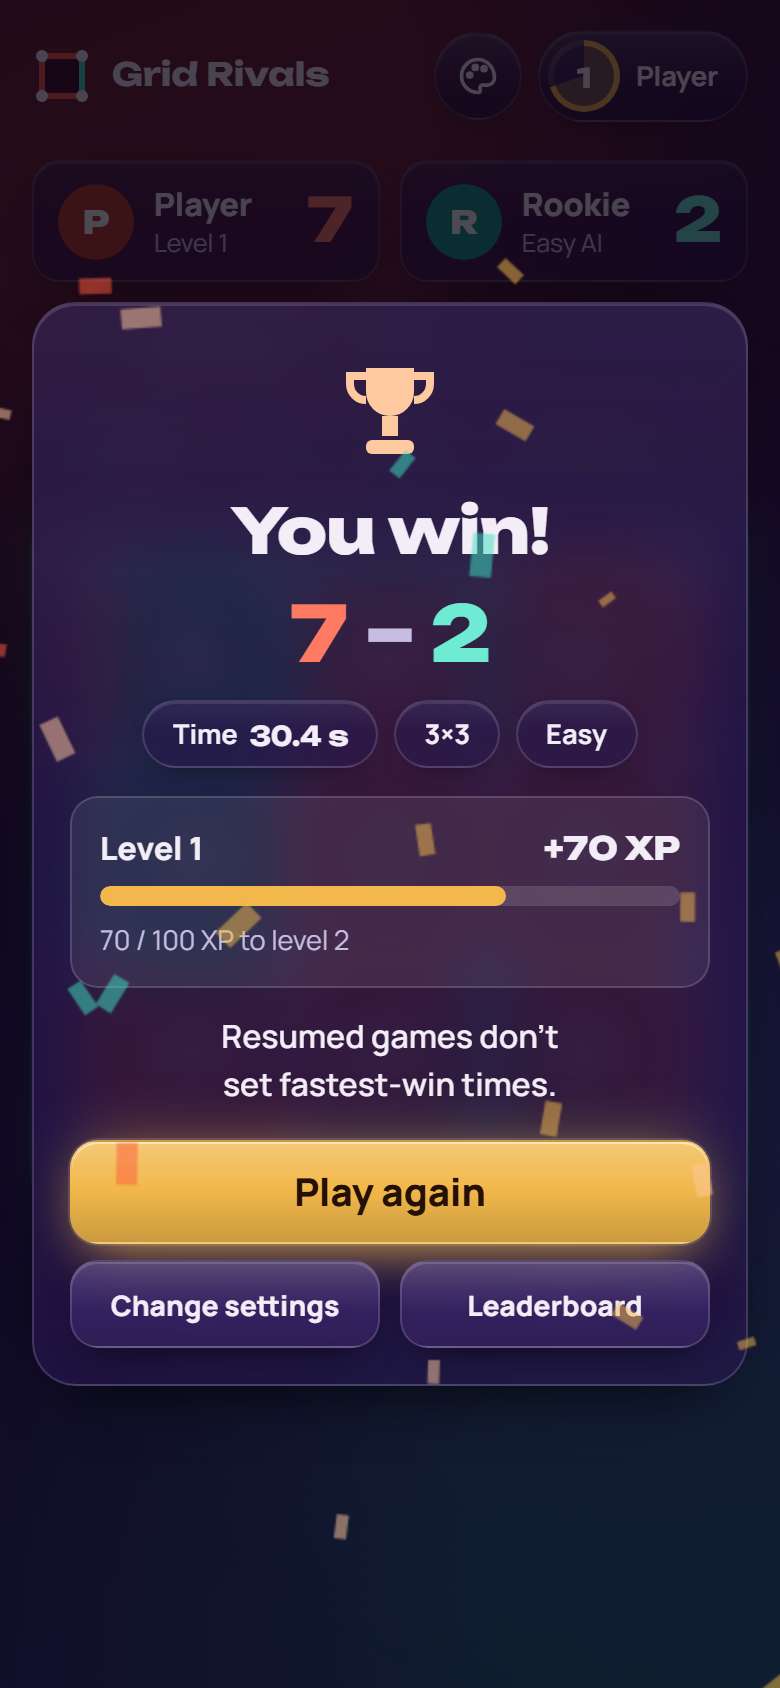 Grid Rivals
1 Player
P Player 7
Level 1
R Rookie 2
Easy AI
You win!
7 – 2
Time 30.4 s
3×3
Easy
Level 1 +70 XP
70 / 100 XP to level 2
Resumed games don’t
set fastest-win times.
Play again
Change settings
Leaderboard